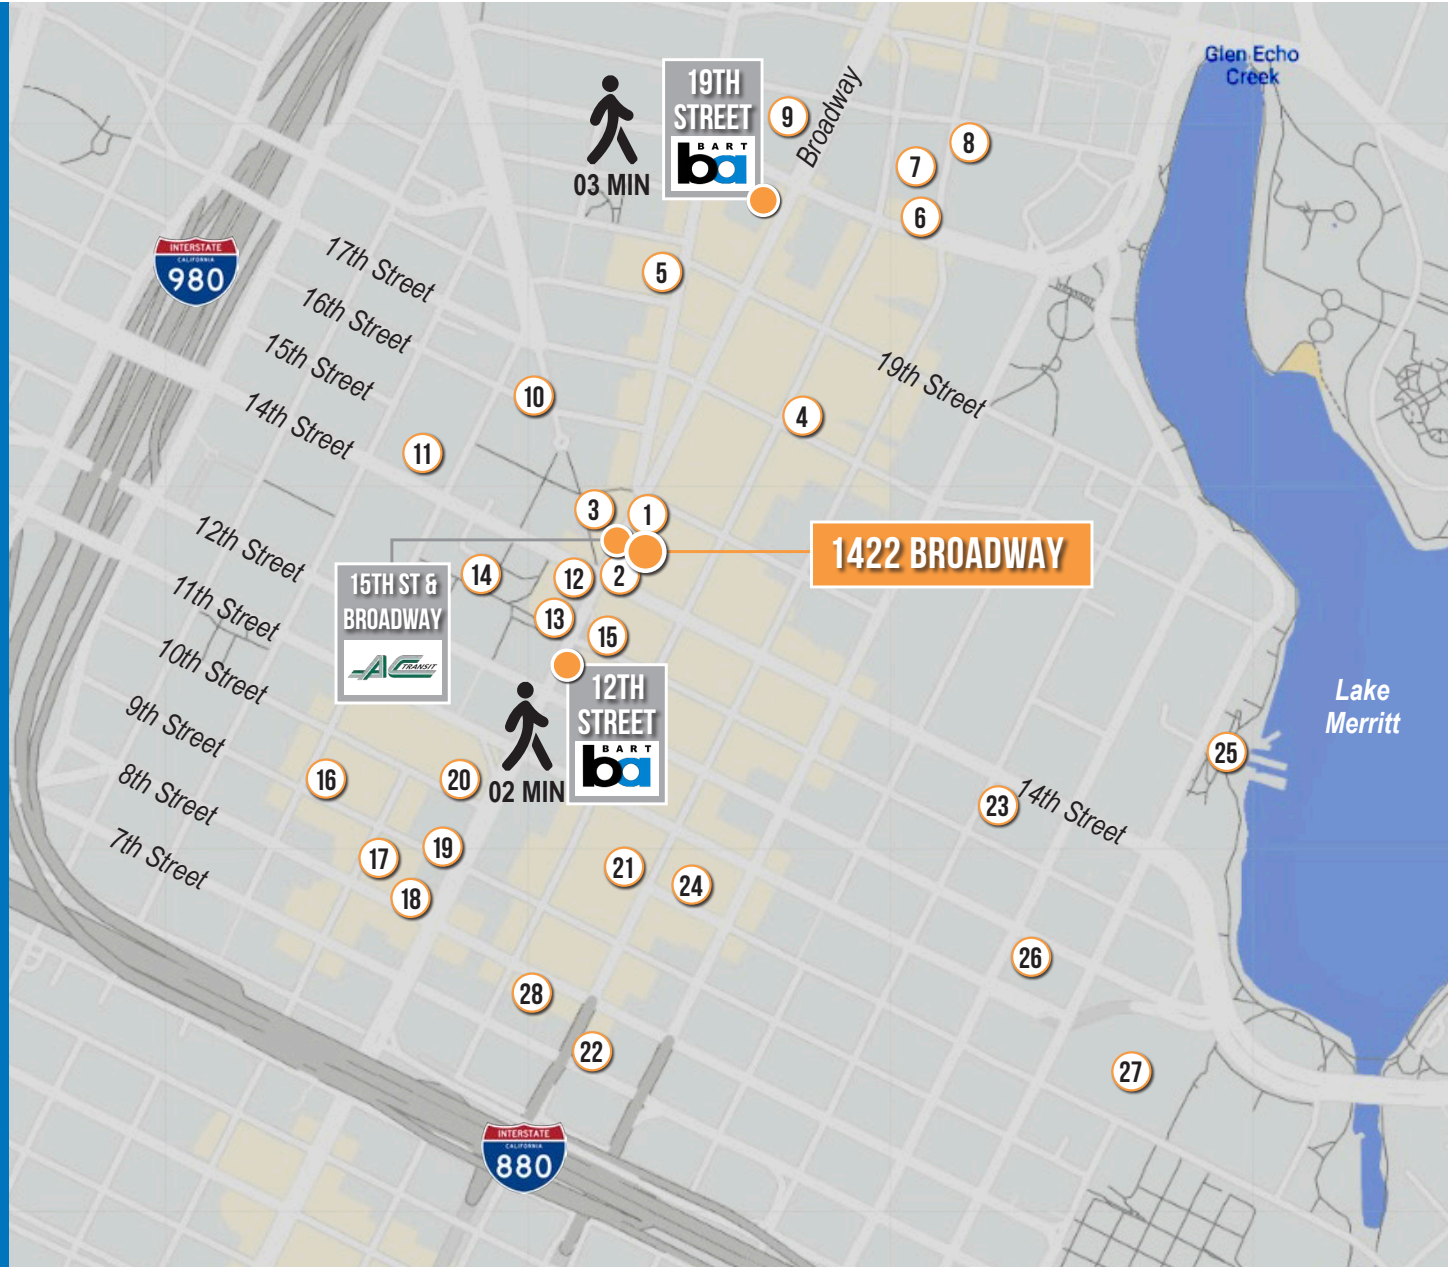 Glen Echo
Creek
19TH
STREET
BART
ba
03 MIN
Broadway
9
8
7
6
5
INTERSTATE
CALIFORNIA
980
17th Street
16th Street
15th Street
14th Street
19th Street
10
4
11
3
1
1422 BROADWAY
12th Street
11th Street
10th Street
9th Street
8th Street
7th Street
15TH ST &
BROADWAY
AC TRANSIT
14
12
2
13
15
12TH
STREET
BART
ba
02 MIN
Lake
Merritt
25
16
20
23
14th Street
17
19
18
21
24
26
28
22
27
INTERSTATE
CALIFORNIA
880